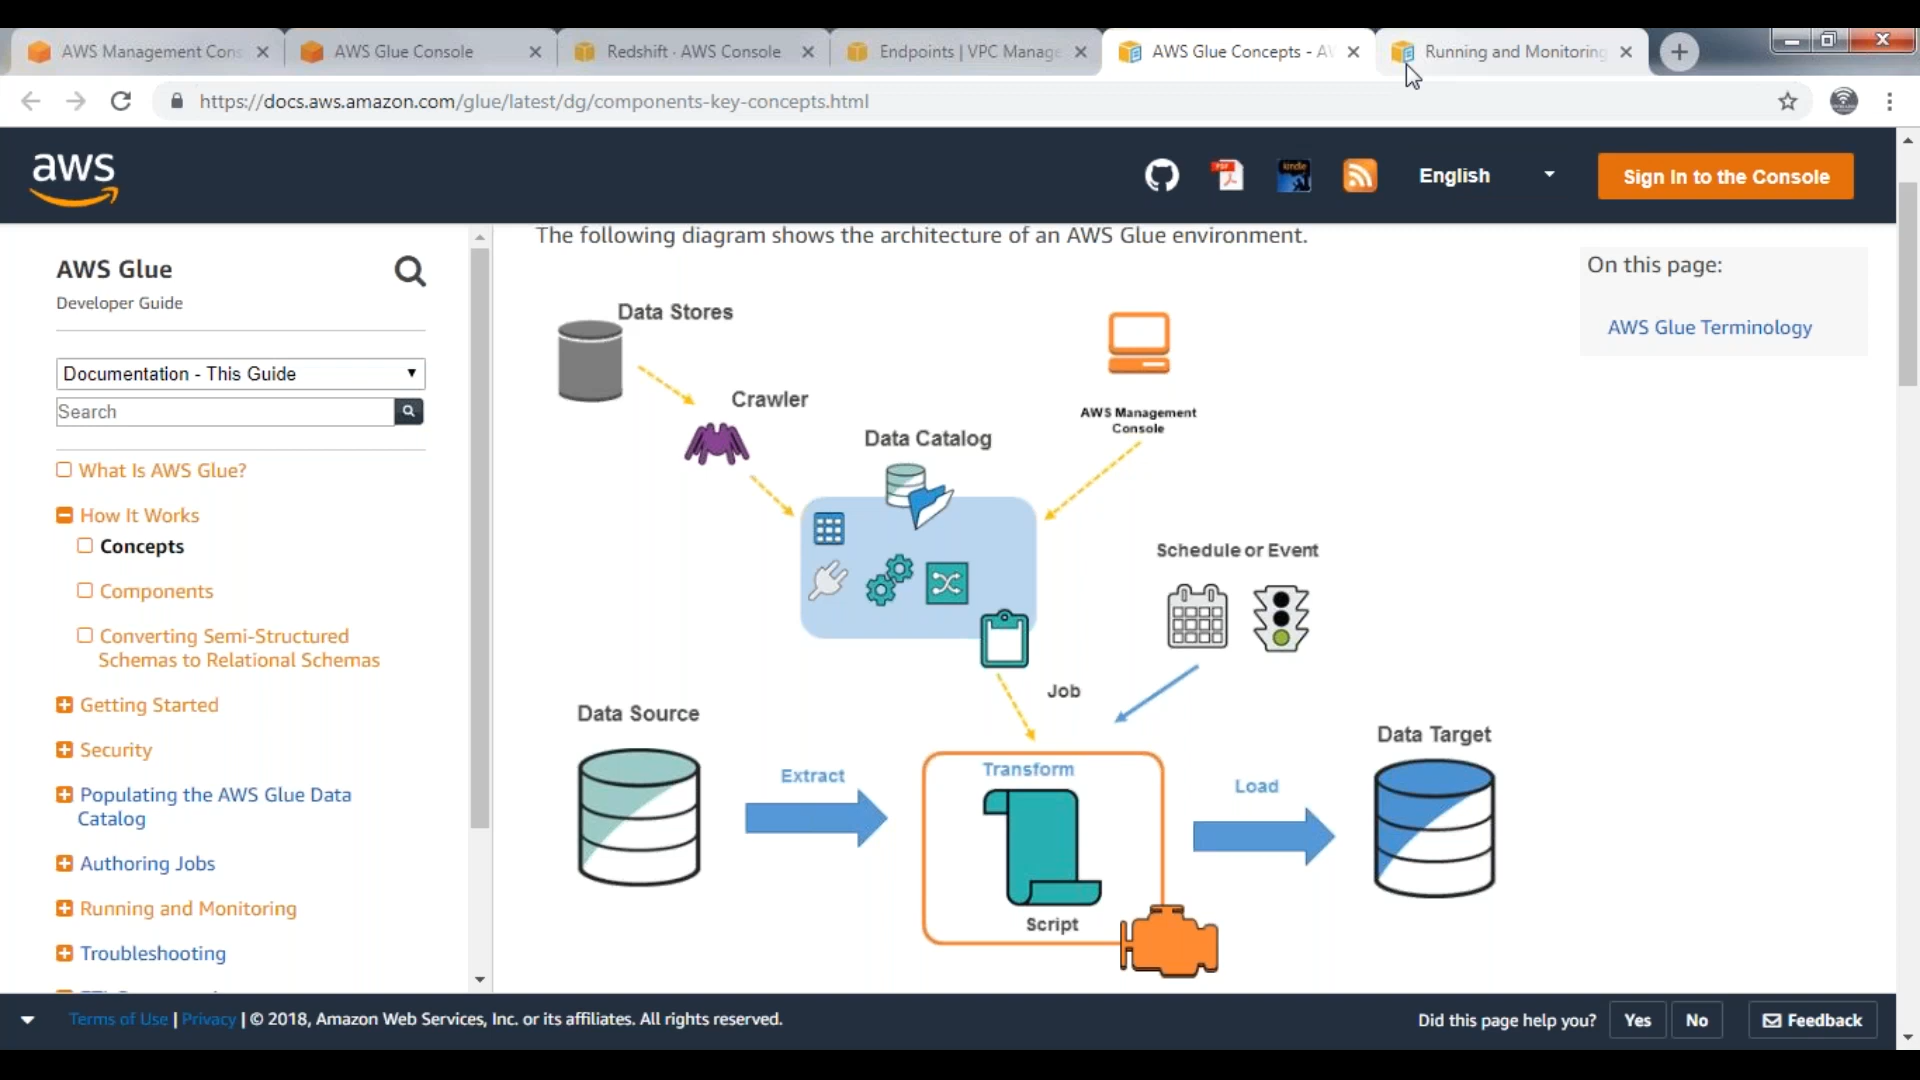 AWS Management Cons
AWS Glue Console
Redshift · AWS Console
Endpoints | VPC Manage
AWS Glue Concepts - AW
Running and Monitoring
https://docs.aws.amazon.com/glue/latest/dg/components-key-concepts.html
aws
PDF
kindle
English
Sign In to the Console
AWS Glue
Developer Guide
Documentation - This Guide
Search
What Is AWS Glue?
How It Works
Concepts
Components
Converting Semi-Structured
Schemas to Relational Schemas
Getting Started
Security
Populating the AWS Glue Data
Catalog
Authoring Jobs
Running and Monitoring
Troubleshooting
The following diagram shows the architecture of an AWS Glue environment.
Data Stores
Crawler
Data Catalog
AWS Management
Console
Schedule or Event
Job
Data Source
Extract
Transform
Script
Load
Data Target
On this page:
AWS Glue Terminology
Terms of Use | Privacy | © 2018, Amazon Web Services, Inc. or its affiliates. All rights reserved.
Did this page help you?
Yes
No
Feedback